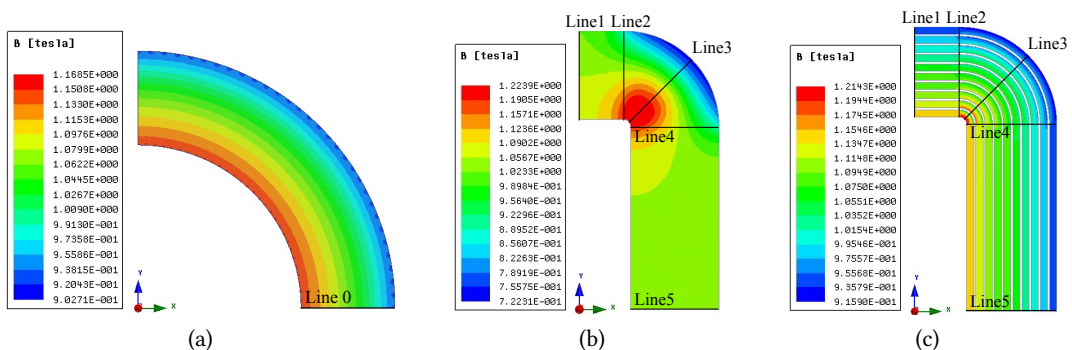 B [tesla]
1.1685E+000
1.1508E+000
1.1330E+000
1.1153E+000
1.0976E+000
1.0799E+000
1.0622E+000
1.0445E+000
1.0267E+000
1.0090E+000
9.9130E-001
9.7358E-001
9.5586E-001
9.3815E-001
9.2043E-001
9.0271E-001
Y
X
Line 0
(a)
Line1 Line2
Line3
B [tesla]
1.2239E+000
1.1905E+000
1.1571E+000
1.1236E+000
1.0902E+000
1.0567E+000
1.0233E+000
9.8984E-001
9.5640E-001
9.2296E-001
8.8952E-001
8.5607E-001
8.2263E-001
7.8919E-001
7.5575E-001
7.2231E-001
Line4
Y
X
Line5
(b)
Line1 Line2
Line3
B [tesla]
1.2143E+000
1.1944E+000
1.1745E+000
1.1546E+000
1.1347E+000
1.1148E+000
1.0949E+000
1.0750E+000
1.0551E+000
1.0352E+000
1.0154E+000
9.9546E-001
9.7557E-001
9.5568E-001
9.3579E-001
9.1590E-001
Line4
Y
X
Line5
(c)